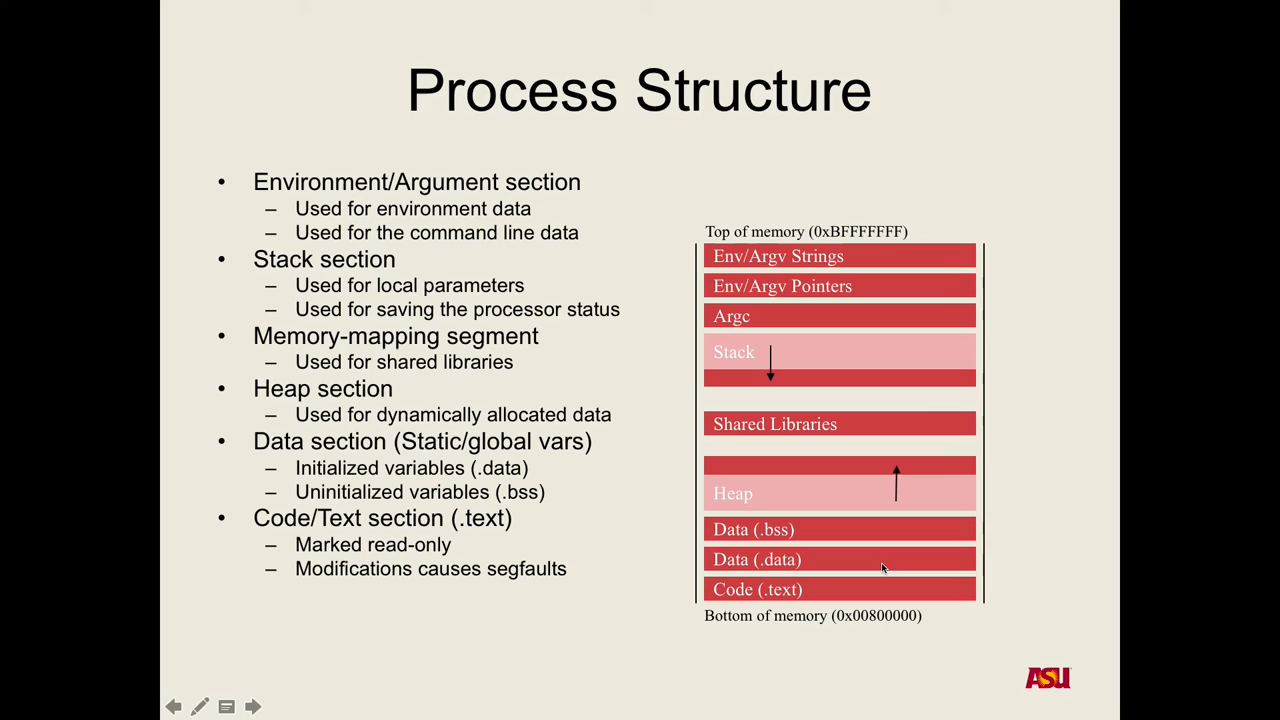 Process Structure
• Environment/Argument section
– Used for environment data
– Used for the command line data
• Stack section
– Used for local parameters
– Used for saving the processor status
• Memory-mapping segment
– Used for shared libraries
• Heap section
– Used for dynamically allocated data
• Data section (Static/global vars)
– Initialized variables (.data)
– Uninitialized variables (.bss)
• Code/Text section (.text)
– Marked read-only
– Modifications causes segfaults
Top of memory (0xBFFFFFFF)
Env/Argv Strings
Env/Argv Pointers
Argc
Stack
Shared Libraries
Heap
Data (.bss)
Data (.data)
Code (.text)
Bottom of memory (0x00800000)
ASU